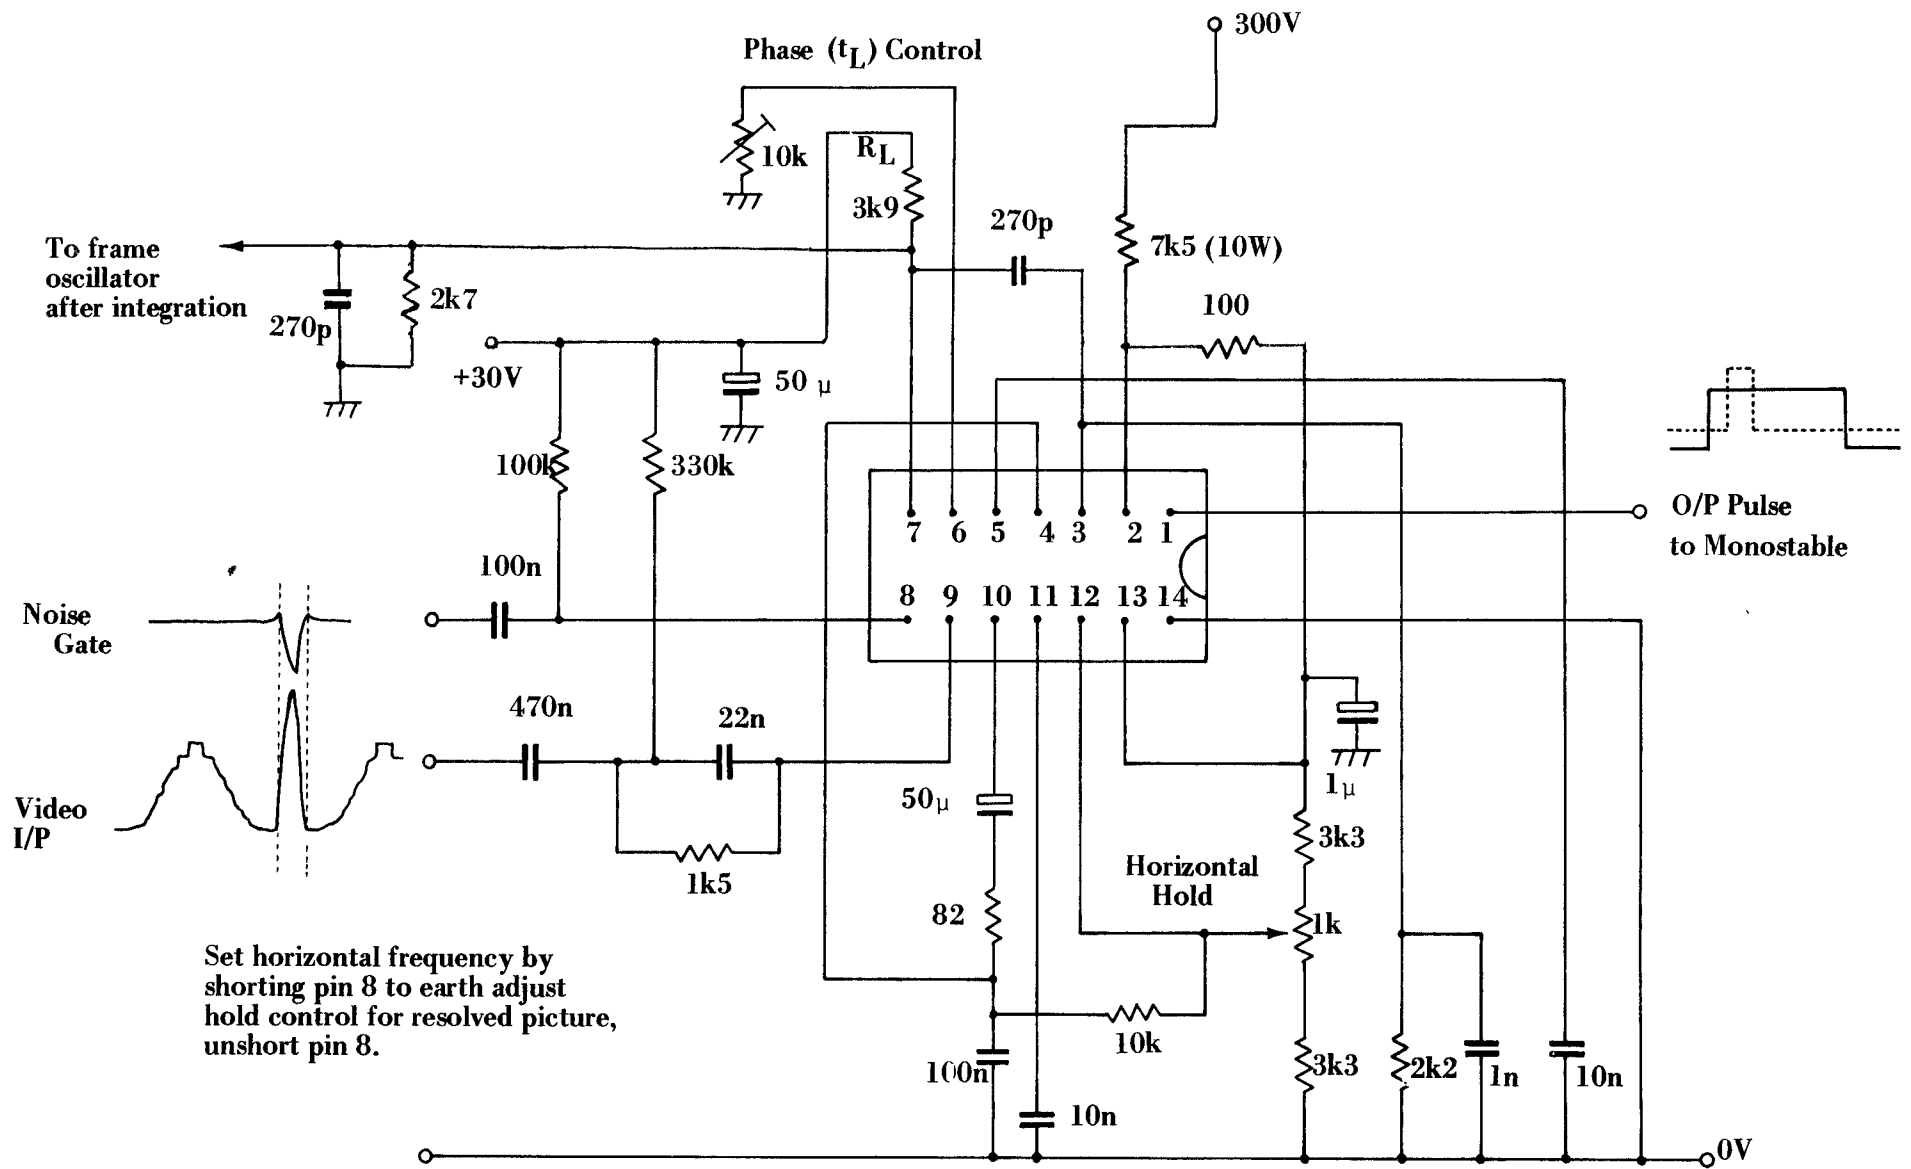 300V
Phase (tL) Control
10k
RL
3k9
270p
7k5 (10W)
To frame
oscillator
after integration
270p
2k7
100
+30V
50 μ
100k
330k
O/P Pulse
to Monostable
7 6 5 4 3 2 1
8 9 10 11 12 13 14
100n
Noise
Gate
470n
22n
Video
I/P
1k5
50μ
1μ
3k3
Horizontal
Hold
82
1k
Set horizontal frequency by
shorting pin 8 to earth adjust
hold control for resolved picture,
unshort pin 8.
10k
100n
3k3
2k2
1n
10n
10n
0V